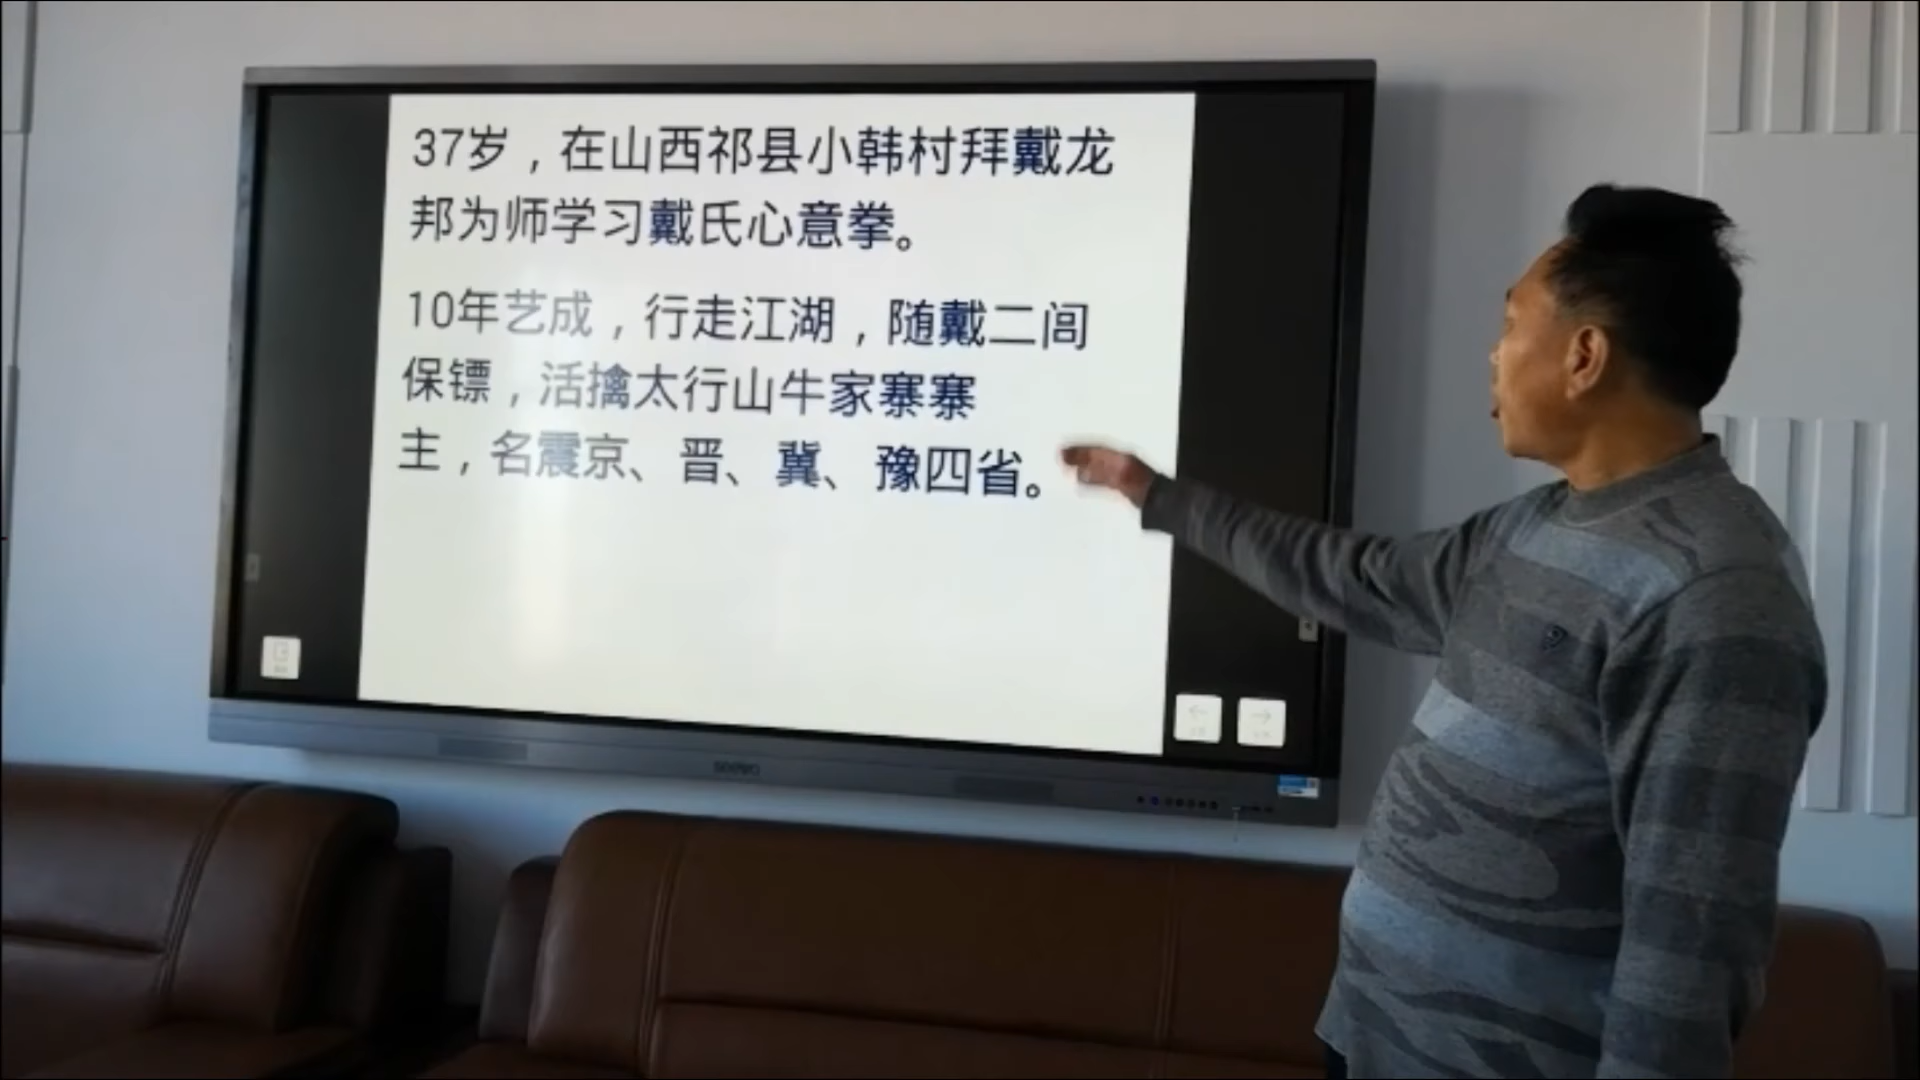 37岁，在山西祁县小韩村拜戴龙
邦为师学习戴氏心意拳。
10年艺成，行走江湖，随戴二闾
保镖，活擒太行山牛家寨寨
主，名震京、晋、冀、豫四省。